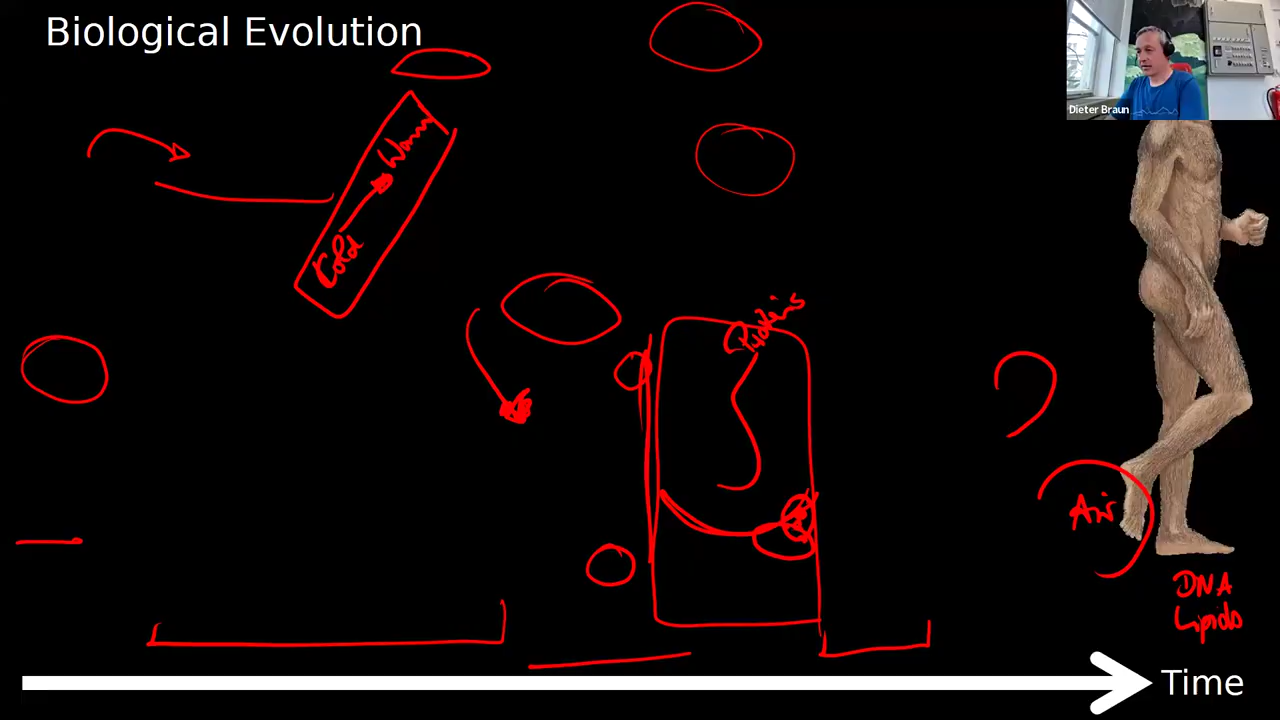 Biological Evolution
Dieter Braun
Warm
Cold
Proteins
Air
DNA
Lipids
Time